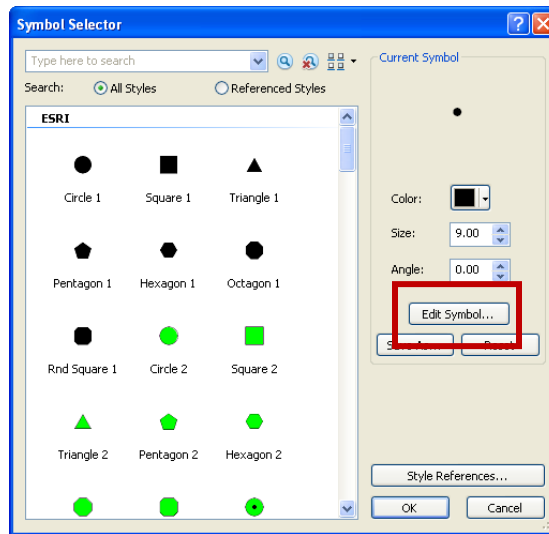 Symbol Selector
Type here to search
Search: All Styles Referenced Styles
ESRI
Circle 1 Square 1 Triangle 1
Pentagon 1 Hexagon 1 Octagon 1
Rnd Square 1 Circle 2 Square 2
Triangle 2 Pentagon 2 Hexagon 2
Current Symbol
Color:
Size: 9.00
Angle: 0.00
Edit Symbol...
Style References...
OK Cancel